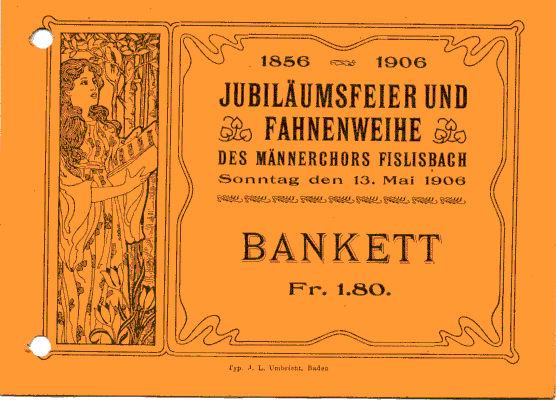 1856 1906
JUBILÄUMSFEIER UND
FAHNENWEIHE
DES MÄNNERCHORS FISLISBACH
Sonntag den 13. Mai 1906
BANKETT
Fr. 1.80.
Typ. J. L. Umbricht, Baden